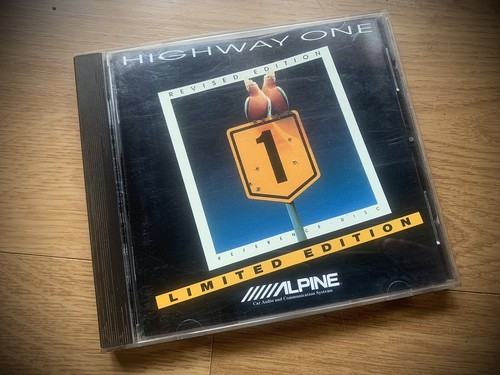 HIGHWAY ONE
REVISED EDITION
1
REFERENCE DISC
LIMITED EDITION
ALPINE
Car Audio and Communication Systems